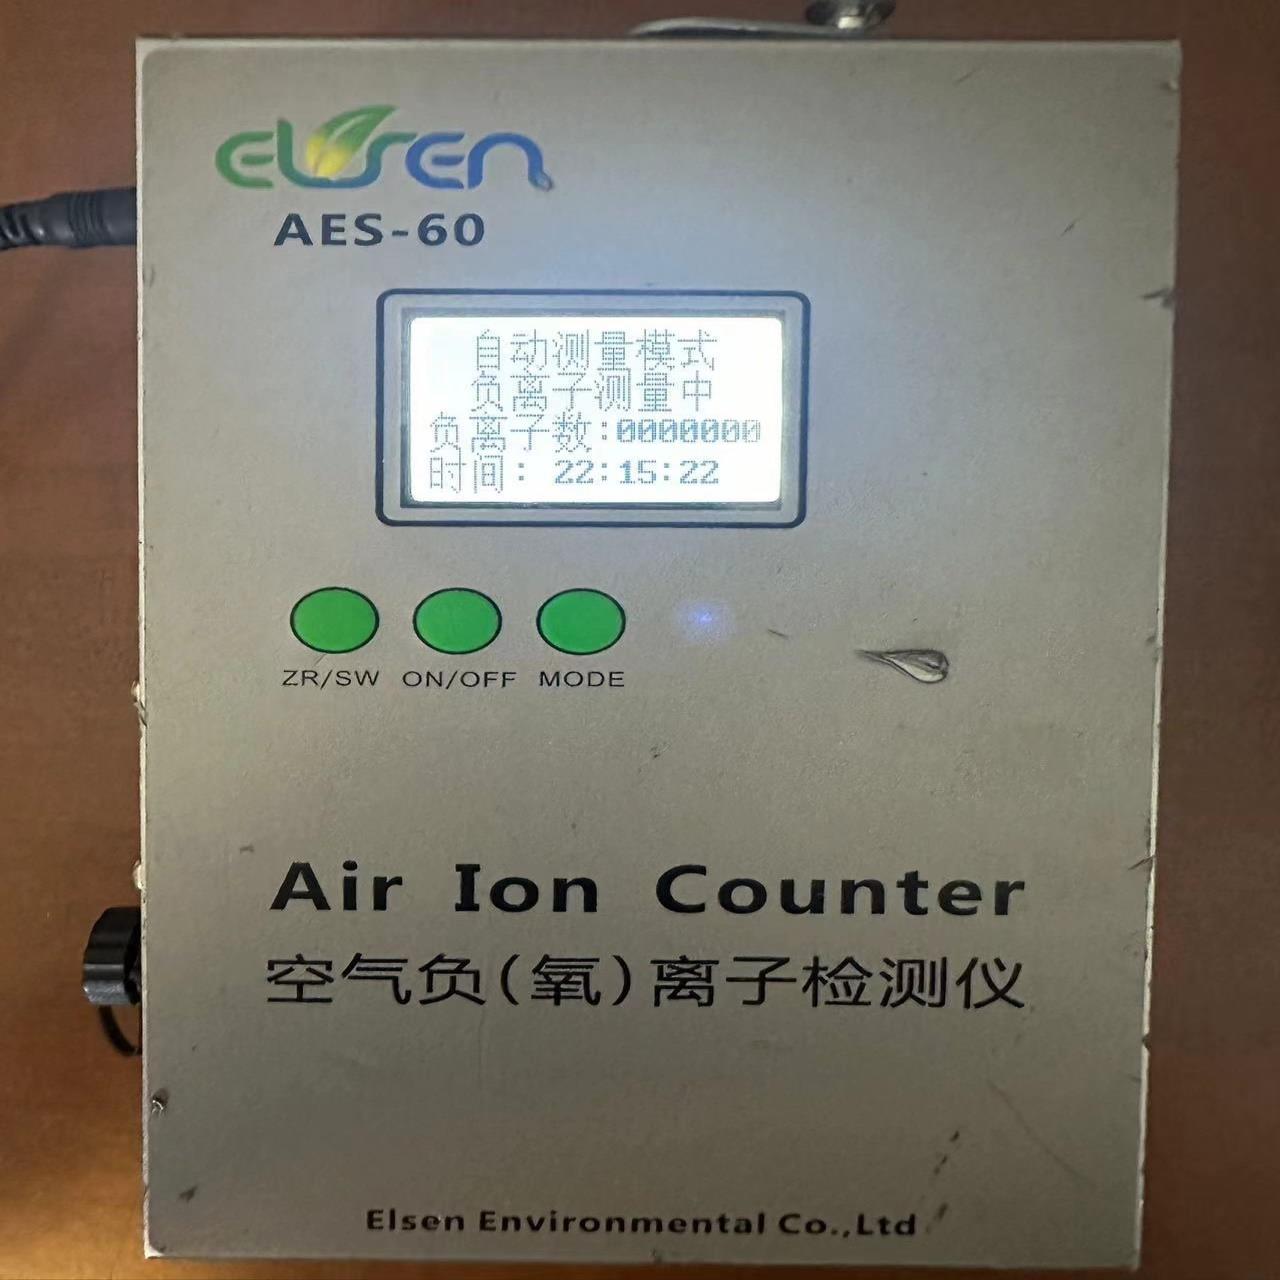 ELSEN
AES-60
自动测量模式
负离子测量中
负离子数:0000000
时间: 22:15:22
ZR/SW ON/OFF MODE
Air Ion Counter
空气负(氧)离子检测仪
Elsen Environmental Co.,Ltd